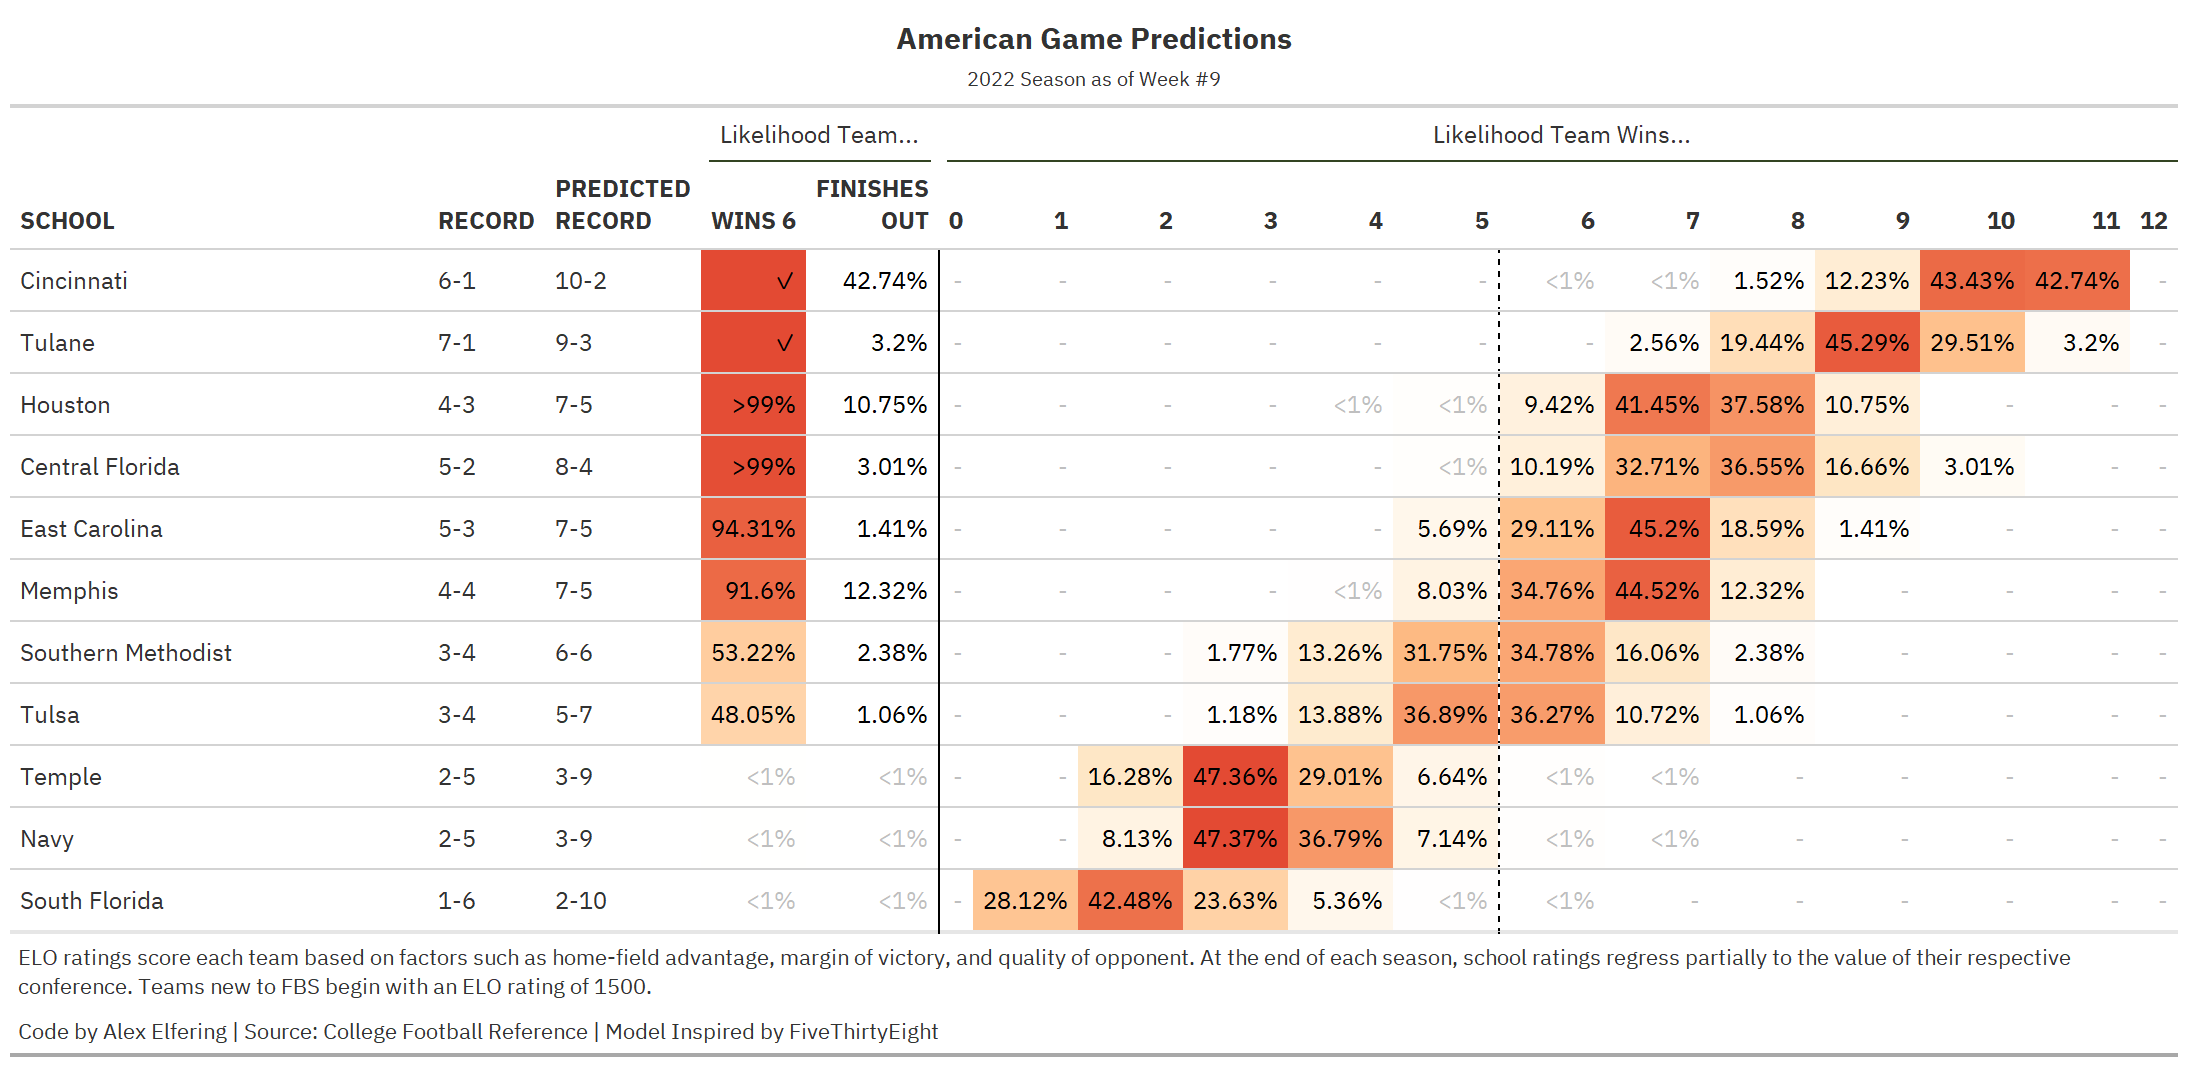 American Game Predictions
2022 Season as of Week #9
Likelihood Team... Likelihood Team Wins...
SCHOOL RECORD PREDICTED RECORD WINS 6 FINISHES OUT 0 1 2 3 4 5 6 7 8 9 10 11 12
Cincinnati 6-1 10-2 ✓ 42.74% - - - - - - <1% <1% 1.52% 12.23% 43.43% 42.74% -
Tulane 7-1 9-3 ✓ 3.2% - - - - - - - 2.56% 19.44% 45.29% 29.51% 3.2% -
Houston 4-3 7-5 >99% 10.75% - - - - <1% <1% 9.42% 41.45% 37.58% 10.75% - - -
Central Florida 5-2 8-4 >99% 3.01% - - - - - <1% 10.19% 32.71% 36.55% 16.66% 3.01% - -
East Carolina 5-3 7-5 94.31% 1.41% - - - - - 5.69% 29.11% 45.2% 18.59% 1.41% - - -
Memphis 4-4 7-5 91.6% 12.32% - - - - <1% 8.03% 34.76% 44.52% 12.32% - - - -
Southern Methodist 3-4 6-6 53.22% 2.38% - - - 1.77% 13.26% 31.75% 34.78% 16.06% 2.38% - - - -
Tulsa 3-4 5-7 48.05% 1.06% - - - 1.18% 13.88% 36.89% 36.27% 10.72% 1.06% - - - -
Temple 2-5 3-9 <1% <1% - - 16.28% 47.36% 29.01% 6.64% <1% <1% - - - - -
Navy 2-5 3-9 <1% <1% - - 8.13% 47.37% 36.79% 7.14% <1% <1% - - - - -
South Florida 1-6 2-10 <1% <1% - 28.12% 42.48% 23.63% 5.36% <1% <1% - - - - - -
ELO ratings score each team based on factors such as home-field advantage, margin of victory, and quality of opponent. At the end of each season, school ratings regress partially to the value of their respective
conference. Teams new to FBS begin with an ELO rating of 1500.
Code by Alex Elfering | Source: College Football Reference | Model Inspired by FiveThirtyEight